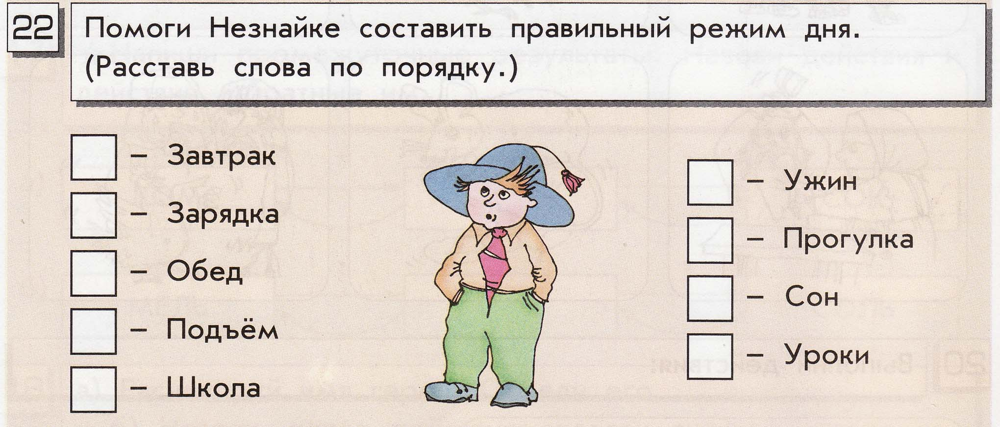 22
Помоги Незнайке составить правильный режим дня.
(Расставь слова по порядку.)
– Завтрак
– Зарядка
– Обед
– Подъём
– Школа
– Ужин
– Прогулка
– Сон
– Уроки